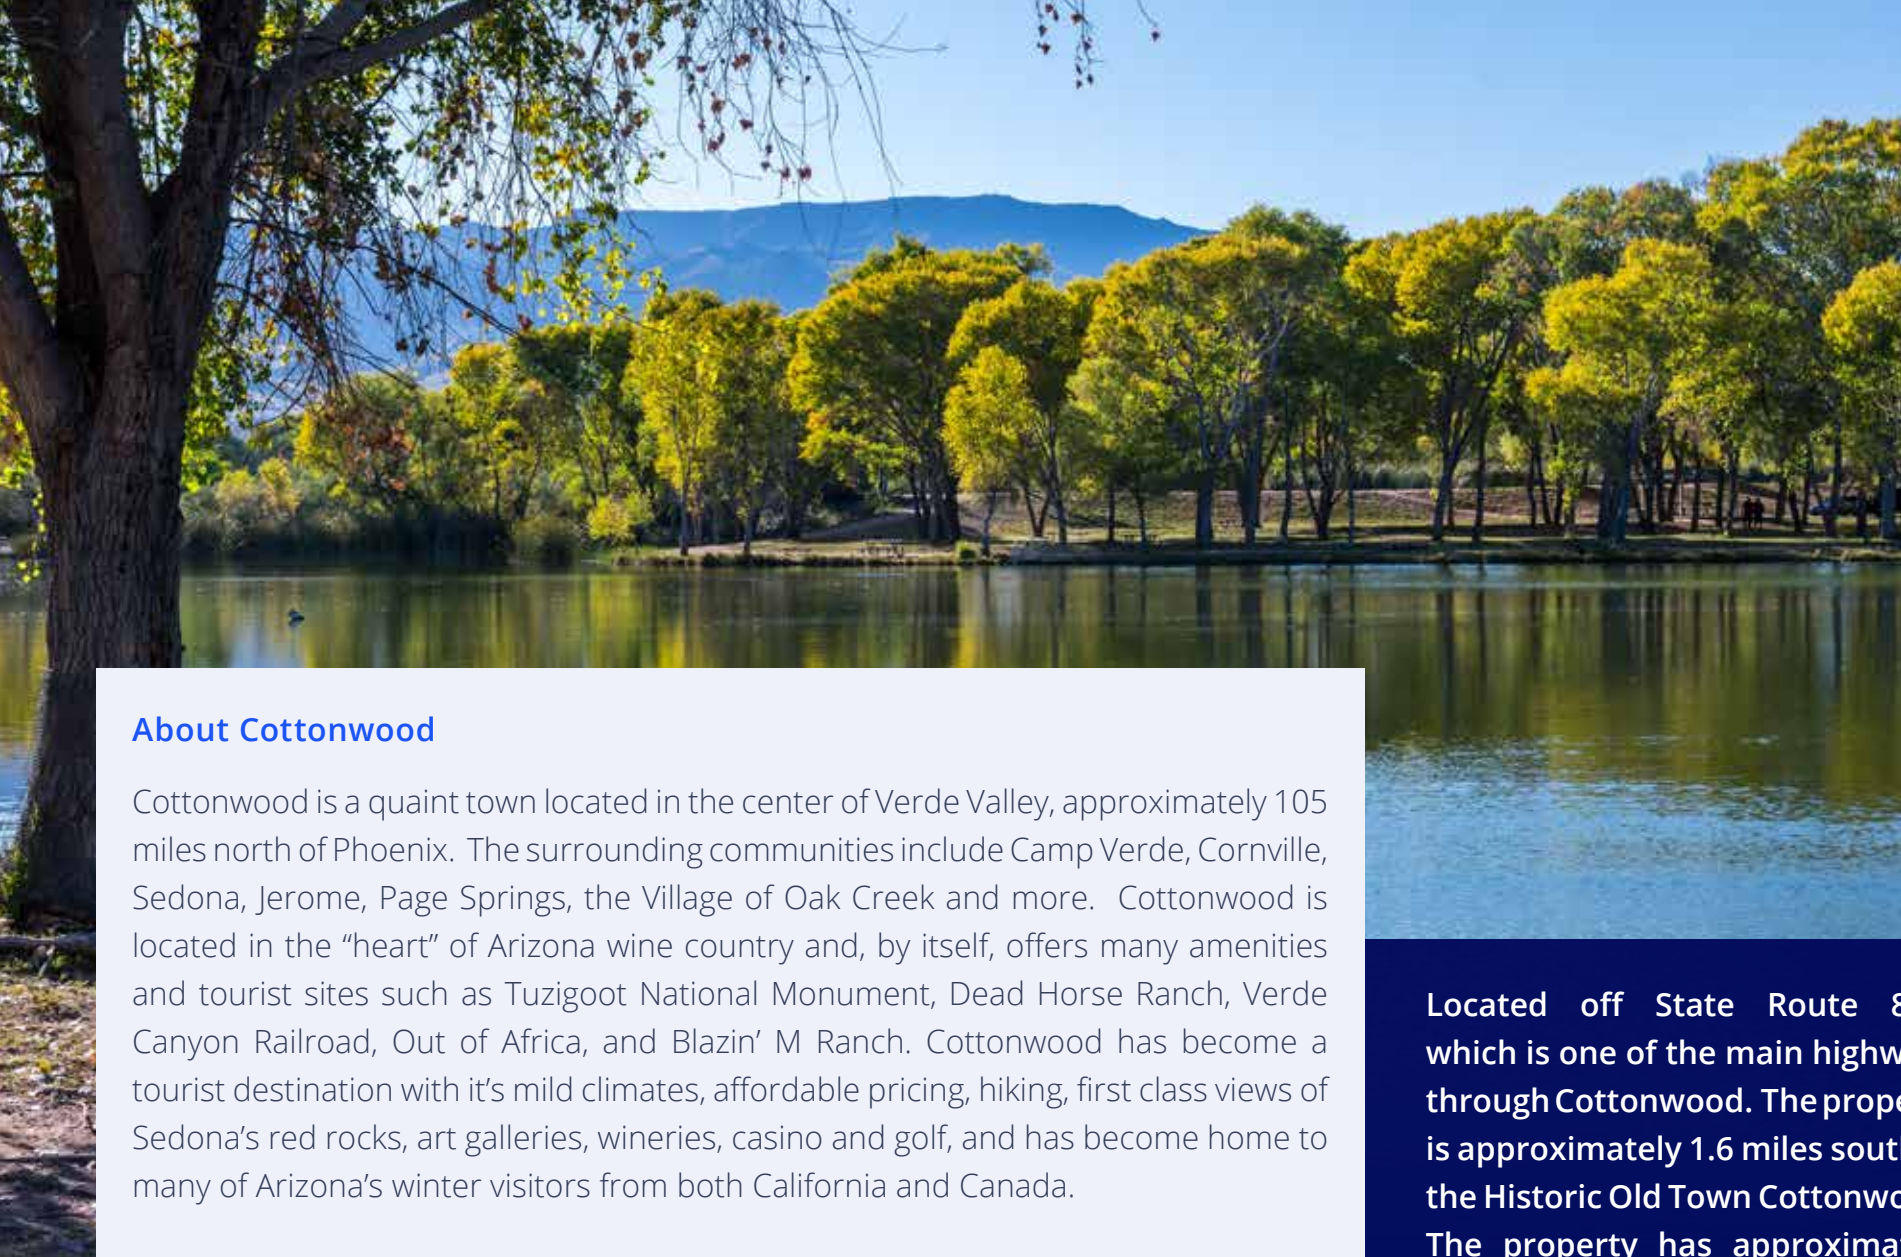 About Cottonwood
Cottonwood is a quaint town located in the center of Verde Valley, approximately 105
miles north of Phoenix.  The surrounding communities include Camp Verde, Cornville,
Sedona, Jerome, Page Springs, the Village of Oak Creek and more.  Cottonwood is
located in the “heart” of Arizona wine country and, by itself, offers many amenities
and tourist sites such as Tuzigoot National Monument, Dead Horse Ranch, Verde
Canyon Railroad, Out of Africa, and Blazin’ M Ranch. Cottonwood has become a
tourist destination with it’s mild climates, affordable pricing, hiking, first class views of
Sedona’s red rocks, art galleries, wineries, casino and golf, and has become home to
many of Arizona’s winter visitors from both California and Canada.
Located off State Route
which is one of the main
through Cottonwood. The
is approximately 1.6 miles
the Historic Old Town
The property has